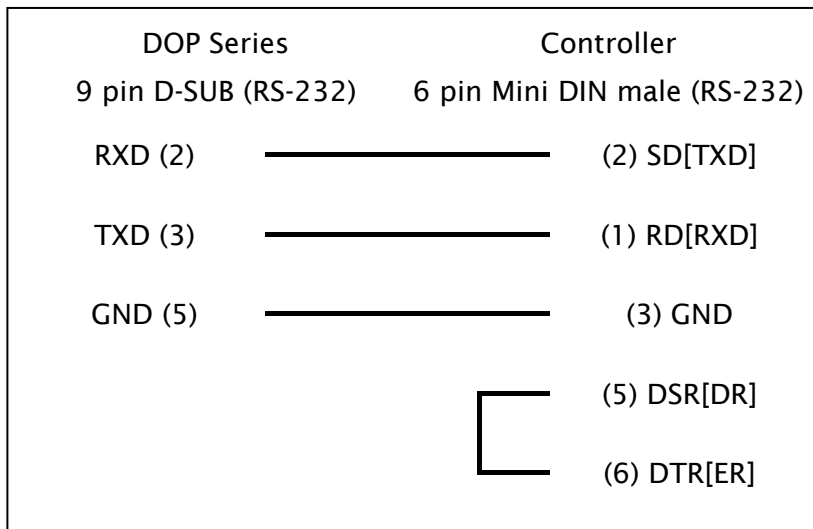 DOP Series Controller
9 pin D-SUB (RS-232) 6 pin Mini DIN male (RS-232)
RXD (2) (2) SD[TXD]
TXD (3) (1) RD[RXD]
GND (5) (3) GND
(5) DSR[DR]
(6) DTR[ER]